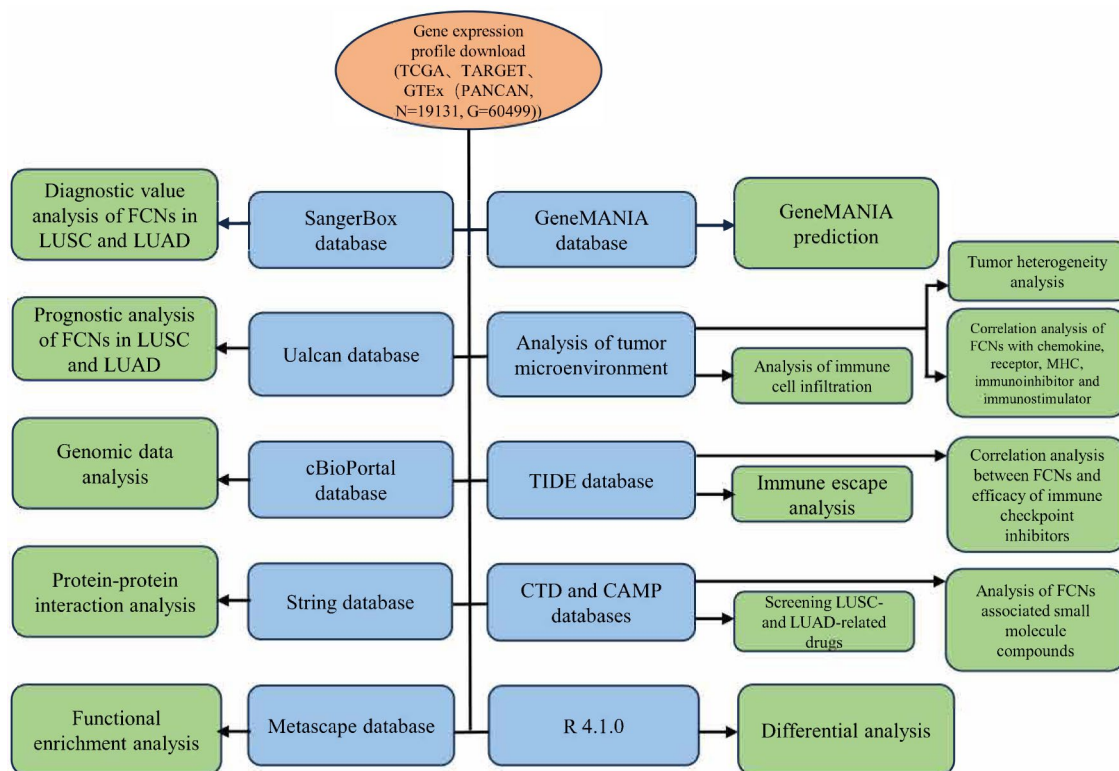 Gene expression
profile download
(TCGA、TARGET、
GTEx（PANCAN,
N=19131, G=60499))
Diagnostic value
analysis of FCNs in
LUSC and LUAD
SangerBox
database
GeneMANIA
database
GeneMANIA
prediction
Tumor heterogeneity
analysis
Prognostic analysis
of FCNs in LUSC
and LUAD
Ualcan database
Analysis of tumor
microenvironment
Analysis of immune
cell infiltration
Correlation analysis of
FCNs with chemokine,
receptor, MHC,
immunoinhibitor and
immunostimulator
Genomic data
analysis
cBioPortal
database
TIDE database
Immune escape
analysis
Correlation analysis
between FCNs and
efficacy of immune
checkpoint
inhibitors
Protein-protein
interaction analysis
String database
CTD and CAMP
databases
Screening LUSC-
and LUAD-related
drugs
Analysis of FCNs
associated small
molecule
compounds
Functional
enrichment analysis
Metascape database
R 4.1.0
Differential analysis